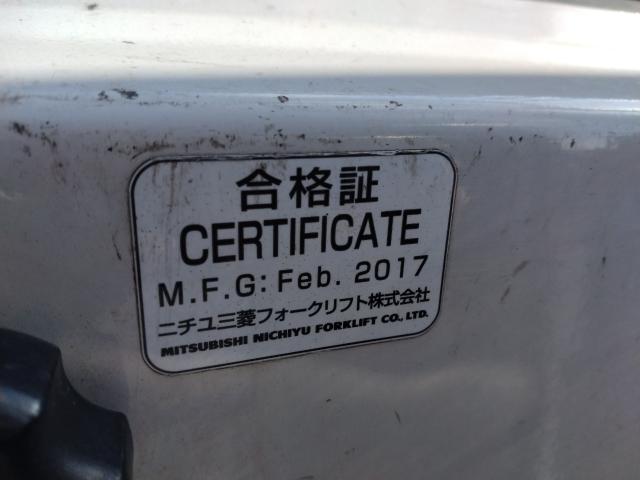 合格証
CERTIFICATE
M.F.G: Feb. 2017
ニチユ三菱フォークリフト株式会社
MITSUBISHI NICHIYU FORKLIFT CO., LTD.